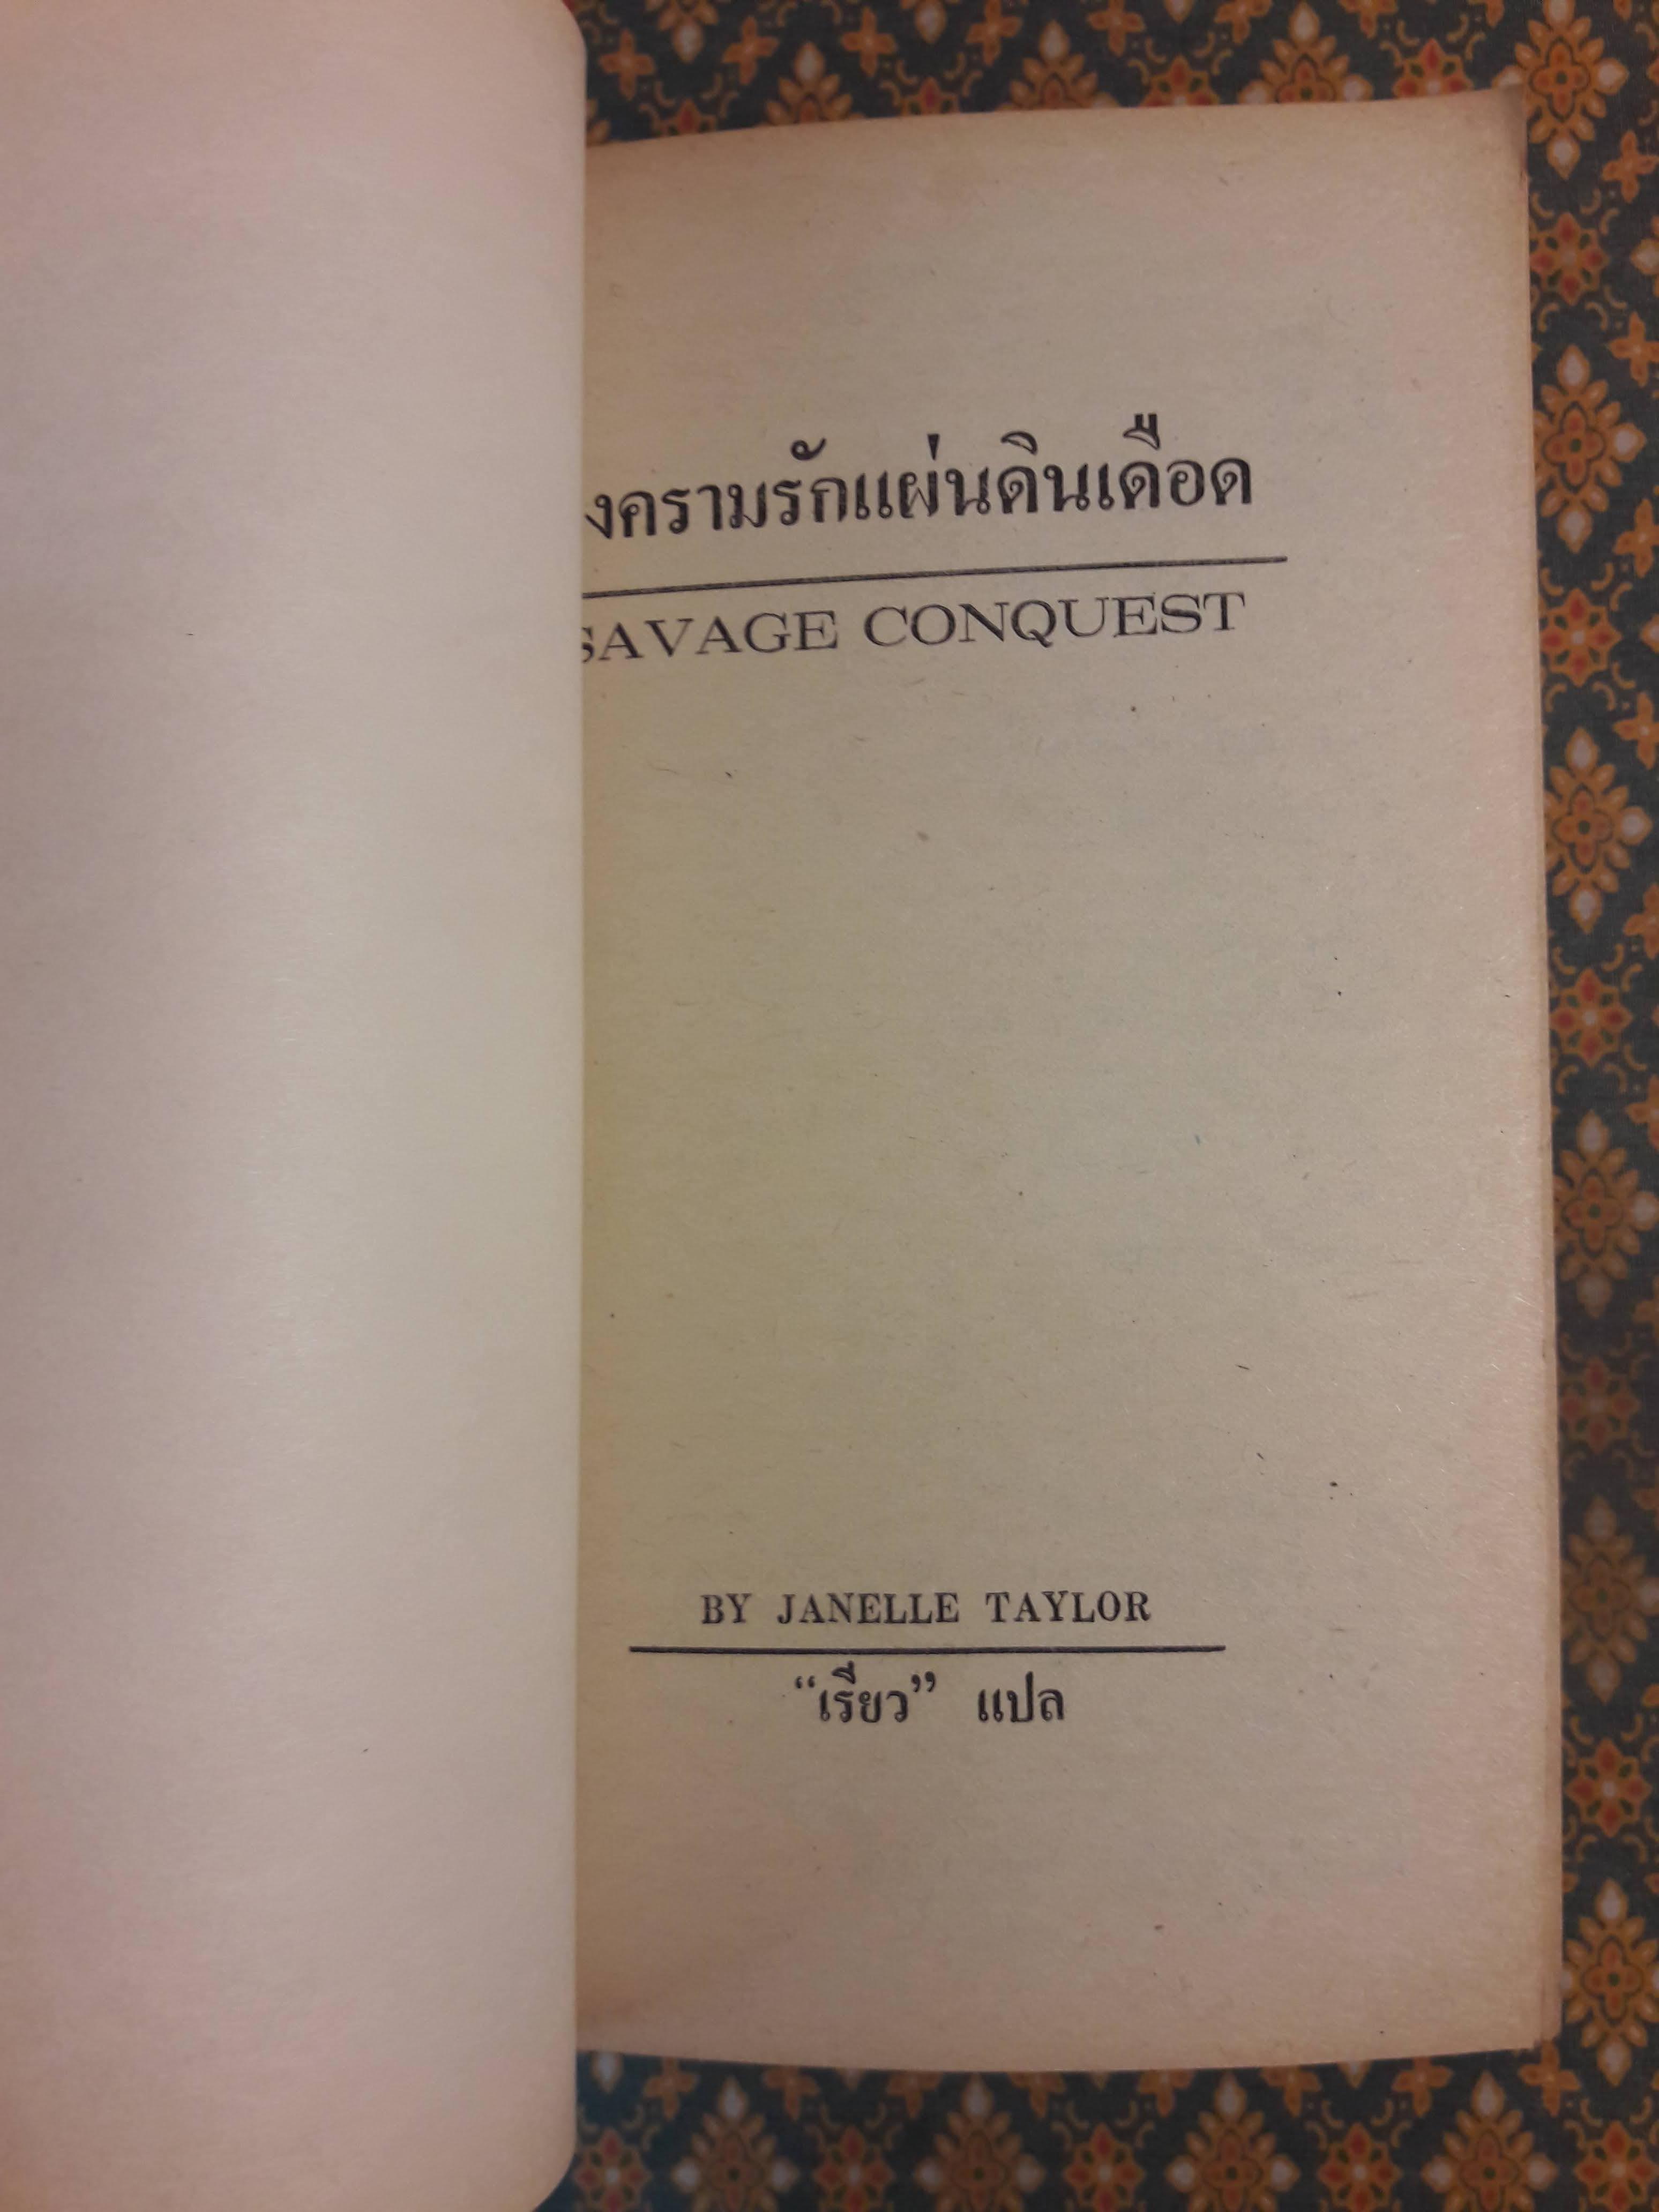 งครามรักแผ่นดินเดือด
SAVAGE CONQUEST
BY JANELLE TAYLOR
“เรียว” แปล